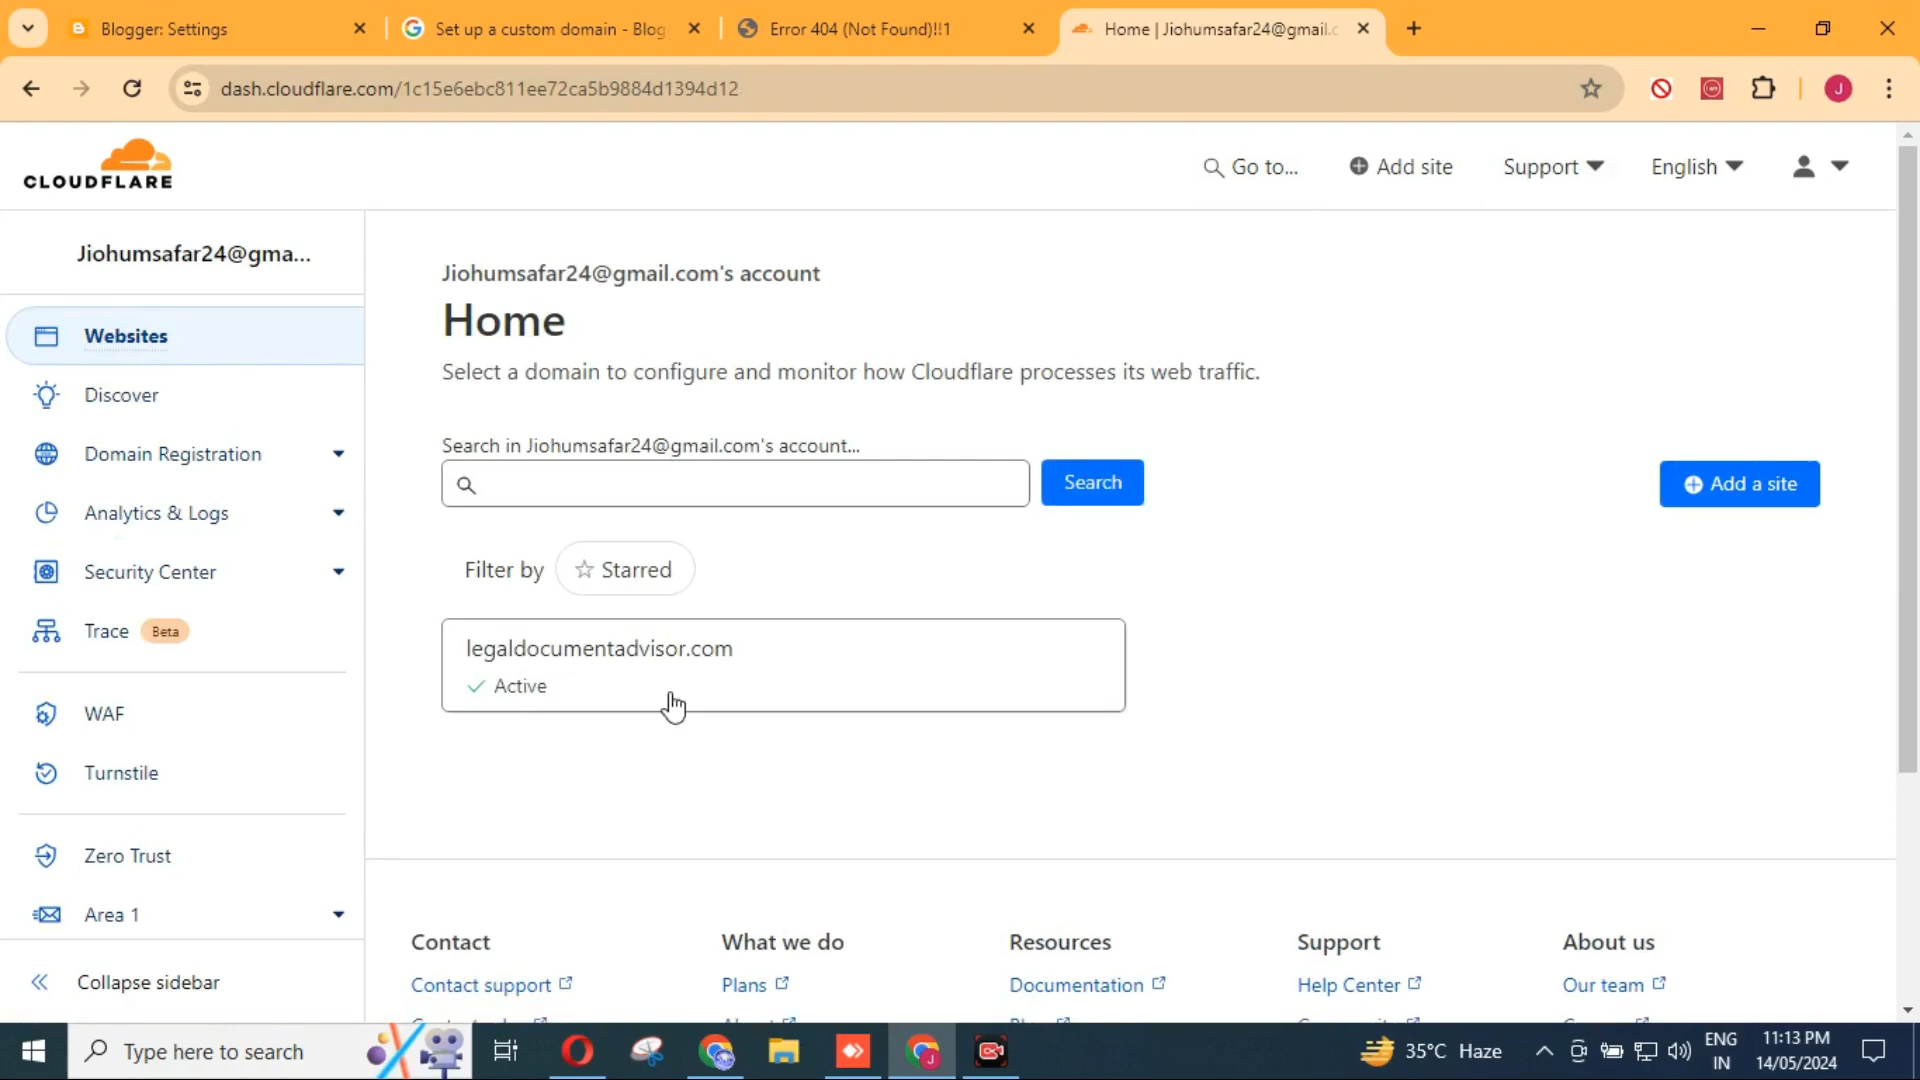 Blogger: Settings
Set up a custom domain - Blog
Error 404 (Not Found)!!1
Home | Jiohumsafar24@gmail.c
dash.cloudflare.com/1c15e6ebc811ee72ca5b9884d1394d12
J
CLOUDFLARE
Go to...
Add site
Support
English
Jiohumsafar24@gma...
Websites
Discover
Domain Registration
Analytics & Logs
Security Center
Trace Beta
WAF
Turnstile
Zero Trust
Area 1
Collapse sidebar
Jiohumsafar24@gmail.com's account
Home
Select a domain to configure and monitor how Cloudflare processes its web traffic.
Search in Jiohumsafar24@gmail.com's account...
Search
Add a site
Filter by Starred
legaldocumentadvisor.com
Active
Contact
Contact support
What we do
Plans
Resources
Documentation
Support
Help Center
About us
Our team
Type here to search
J
35°C Haze
ENG
IN
11:13 PM
14/05/2024